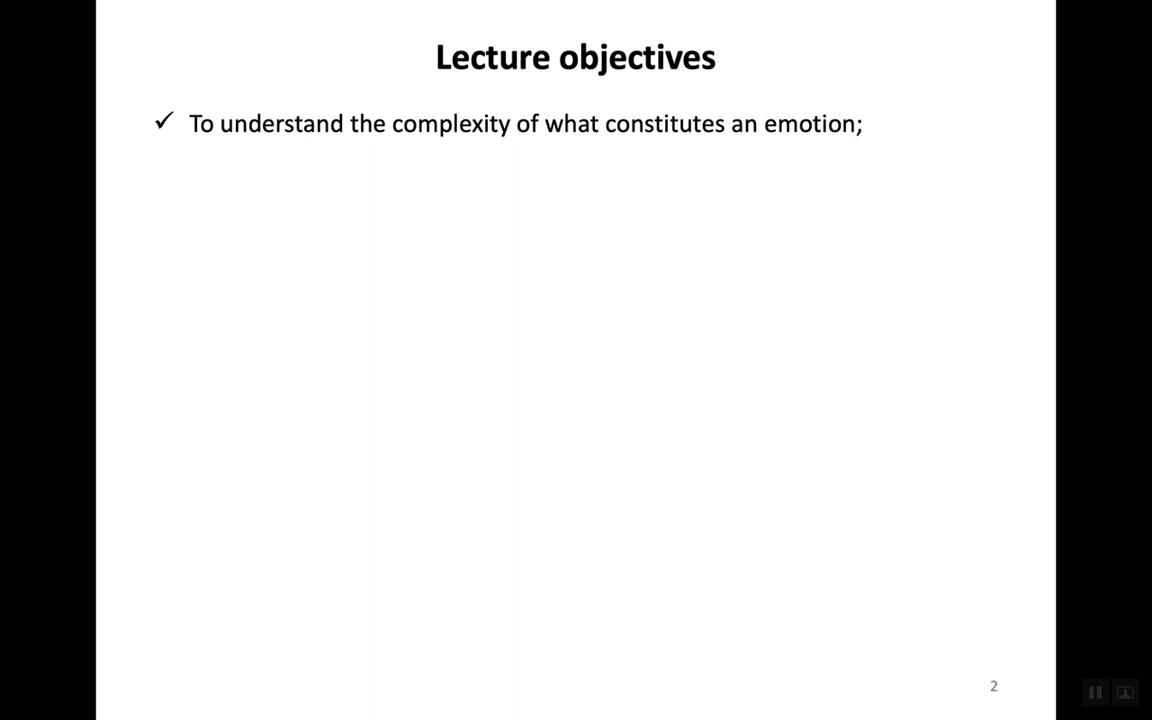 Lecture objectives
✓ To understand the complexity of what constitutes an emotion;
2